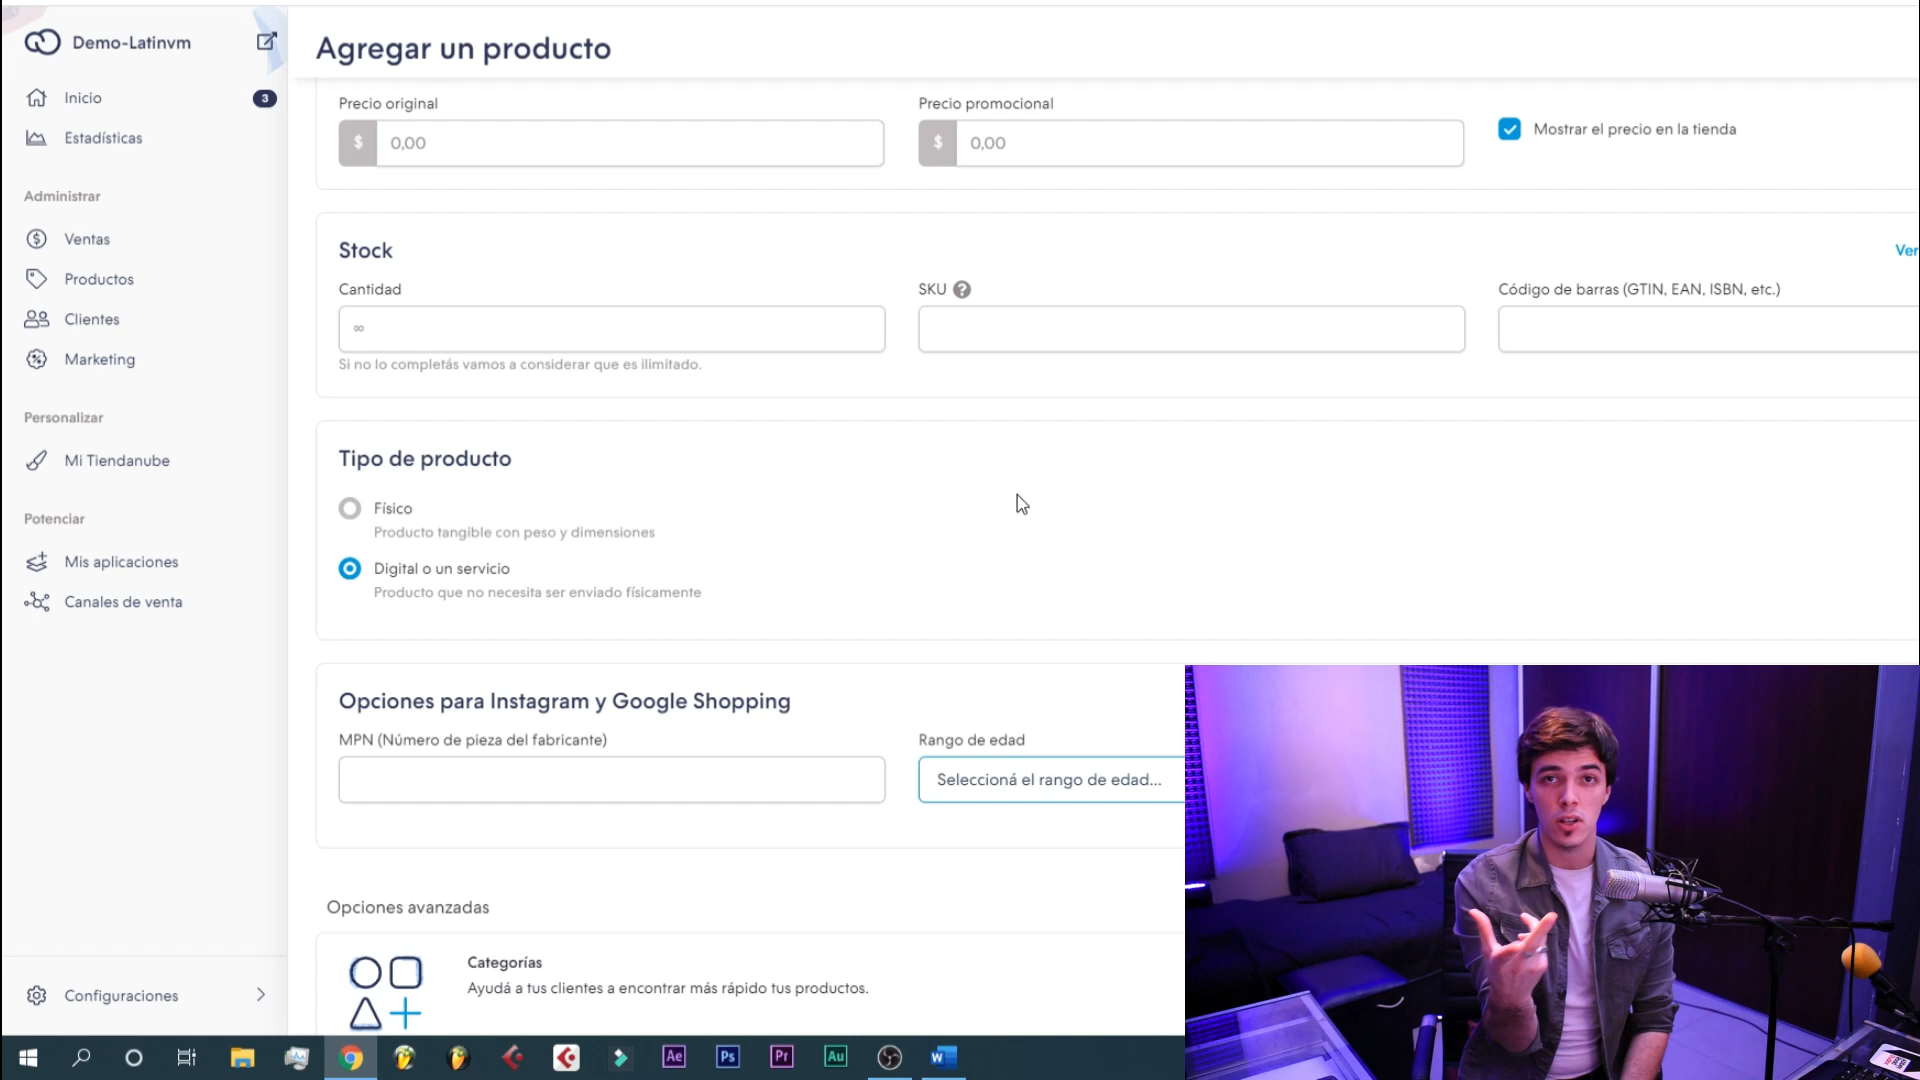 Demo-Latinvm
Inicio
3
Estadísticas
Administrar
Ventas
Productos
Clientes
Marketing
Personalizar
Mi Tiendanube
Potenciar
Mis aplicaciones
Canales de venta
Configuraciones
Agregar un producto
Precio original
$ 0,00
Precio promocional
$ 0,00
Mostrar el precio en la tienda
Stock
Ver
Cantidad
∞
Si no lo completás vamos a considerar que es ilimitado.
SKU ?
Código de barras (GTIN, EAN, ISBN, etc.)
Tipo de producto
Físico
Producto tangible con peso y dimensiones
Digital o un servicio
Producto que no necesita ser enviado físicamente
Opciones para Instagram y Google Shopping
MPN (Número de pieza del fabricante)
Rango de edad
Seleccioná el rango de edad...
Opciones avanzadas
Categorías
Ayudá a tus clientes a encontrar más rápido tus productos.
Ae
Ps
Pr
Au
W